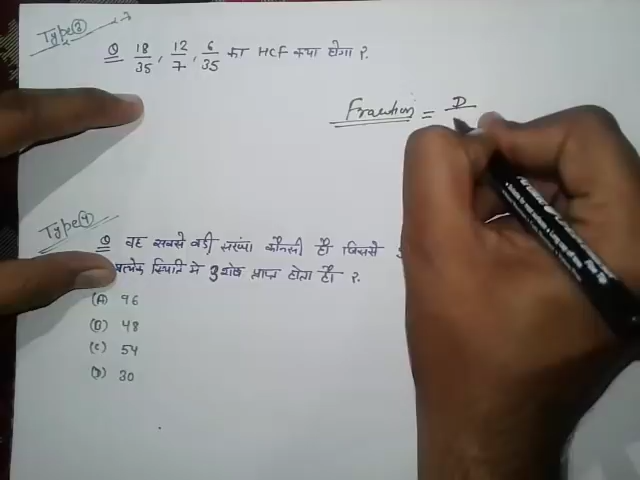 Type③ →
Q 18/35, 12/7, 6/35 का HCF क्या होगा ?.
Fraction = D
Type④
Q वह सबसे बड़ी संख्या कौनसी हौ जिससे
प्रत्येक स्थिति मे 3 शेष प्राप्त होता हौ ?.
(A) 96
(B) 48
(C) 54
(D) 30